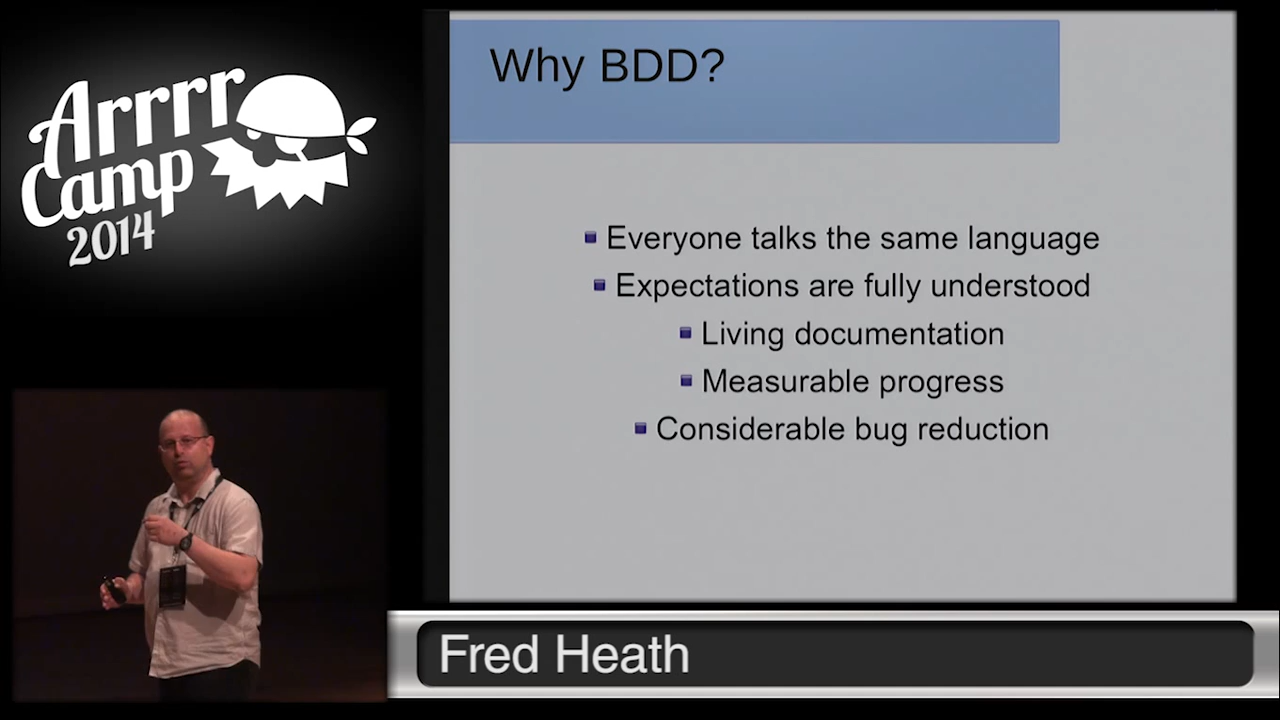 Arrrr
Camp
2014
Why BDD?
Everyone talks the same language
Expectations are fully understood
Living documentation
Measurable progress
Considerable bug reduction
Fred Heath